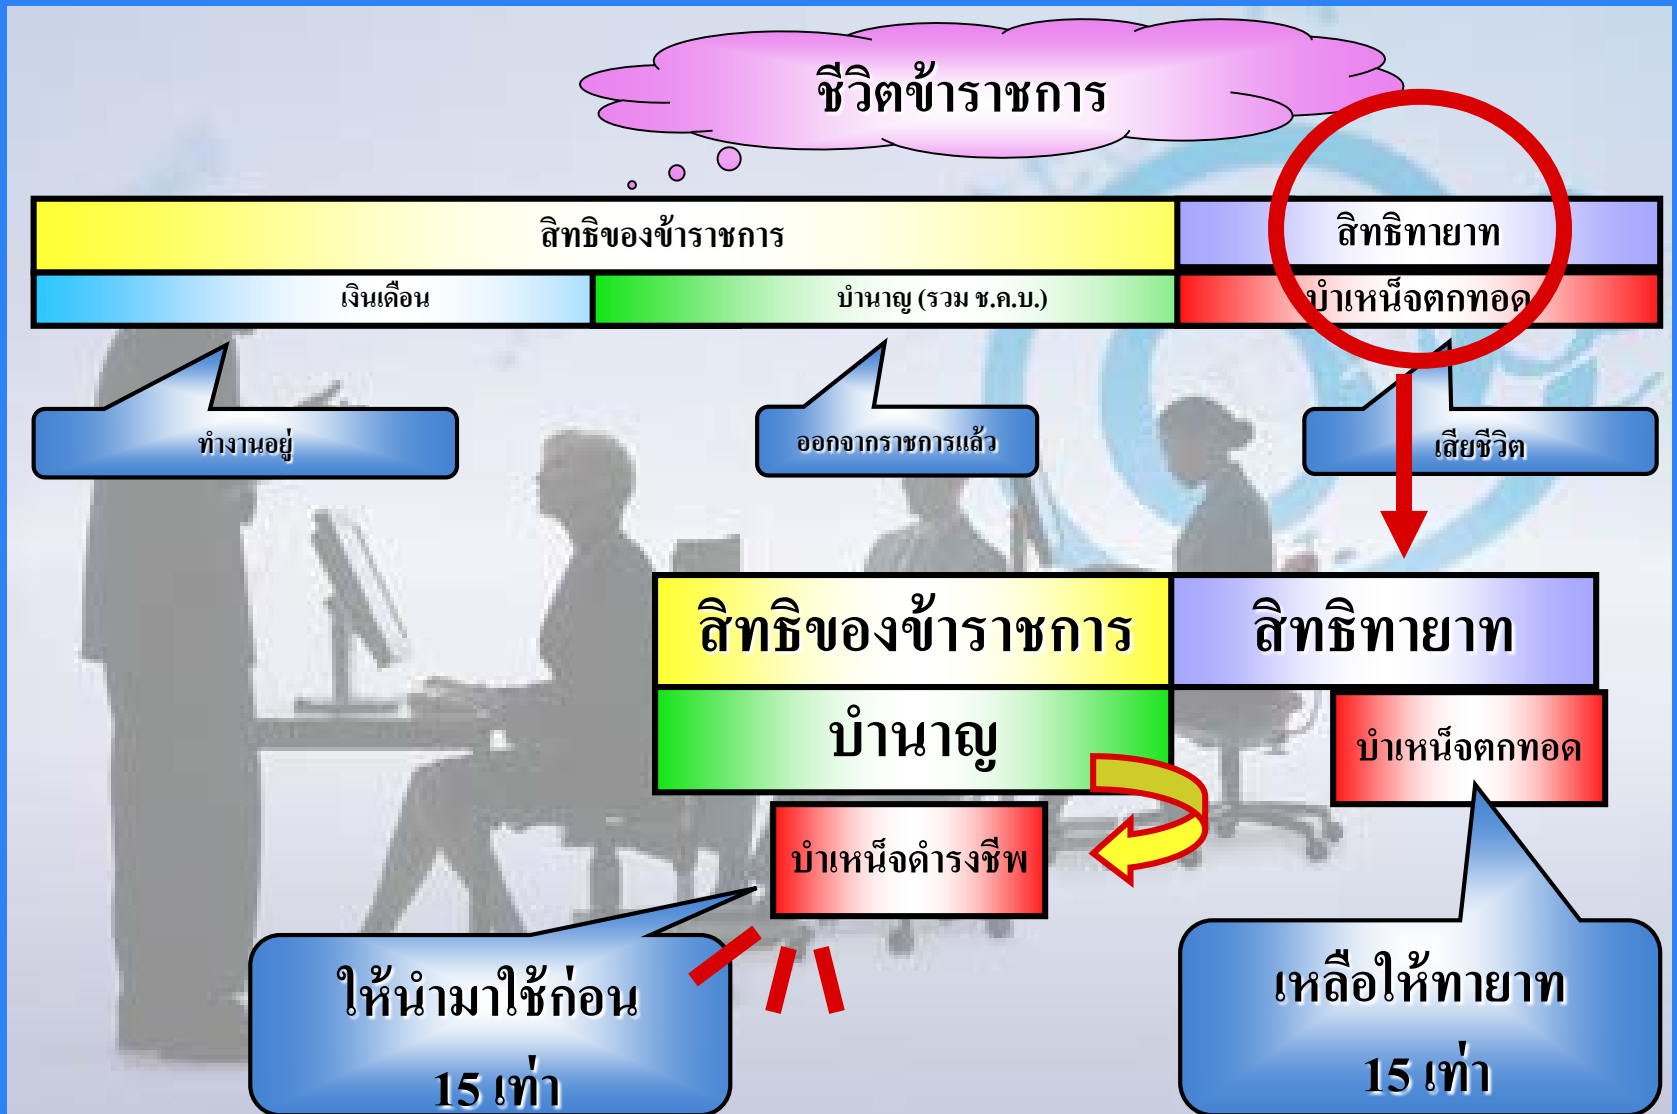 ชีวิตข้าราชการ
สิทธิของข้าราชการ
สิทธิทายาท
เงินเดือน
บำนาญ (รวม ช.ค.บ.)
บำเหน็จตกทอด
ทำงานอยู่
ออกจากราชการแล้ว
เสียชีวิต
สิทธิของข้าราชการ
สิทธิทายาท
บำนาญ
บำเหน็จตกทอด
บำเหน็จดำรงชีพ
ให้นำมาใช้ก่อน
15 เท่า
เหลือให้ทายาท
15 เท่า